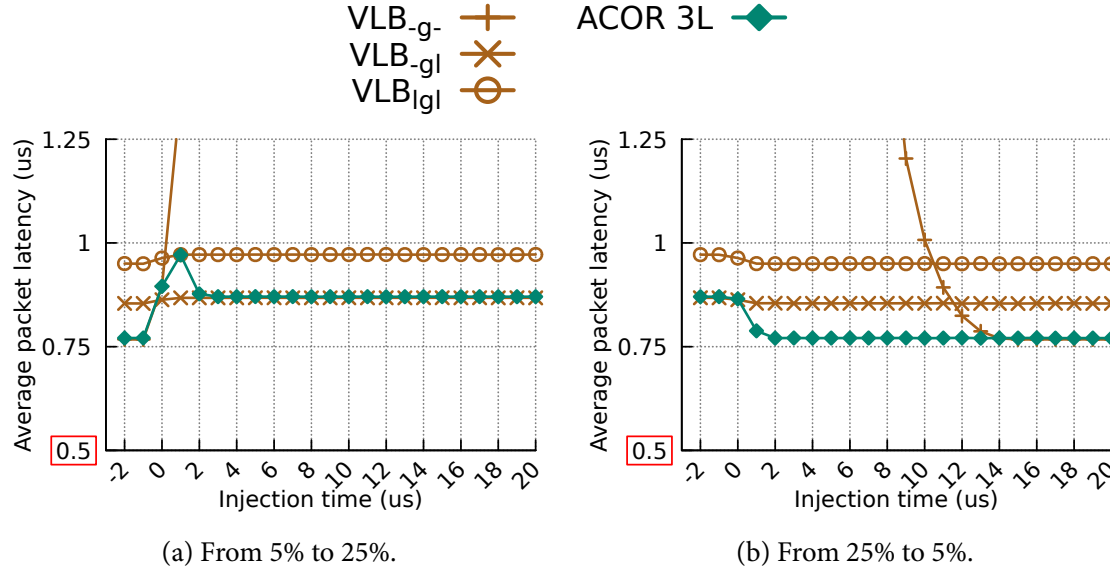 VLB-g-
ACOR 3L
VLB-gl
VLBlgl
1.25
1
0.75
0.5
Average packet latency (us)
-2 0 2 4 6 8 10 12 14 16 18 20
Injection time (us)
(a) From 5% to 25%.
1.25
1
0.75
0.5
Average packet latency (us)
-2 0 2 4 6 8 10 12 14 16 18 20
Injection time (us)
(b) From 25% to 5%.